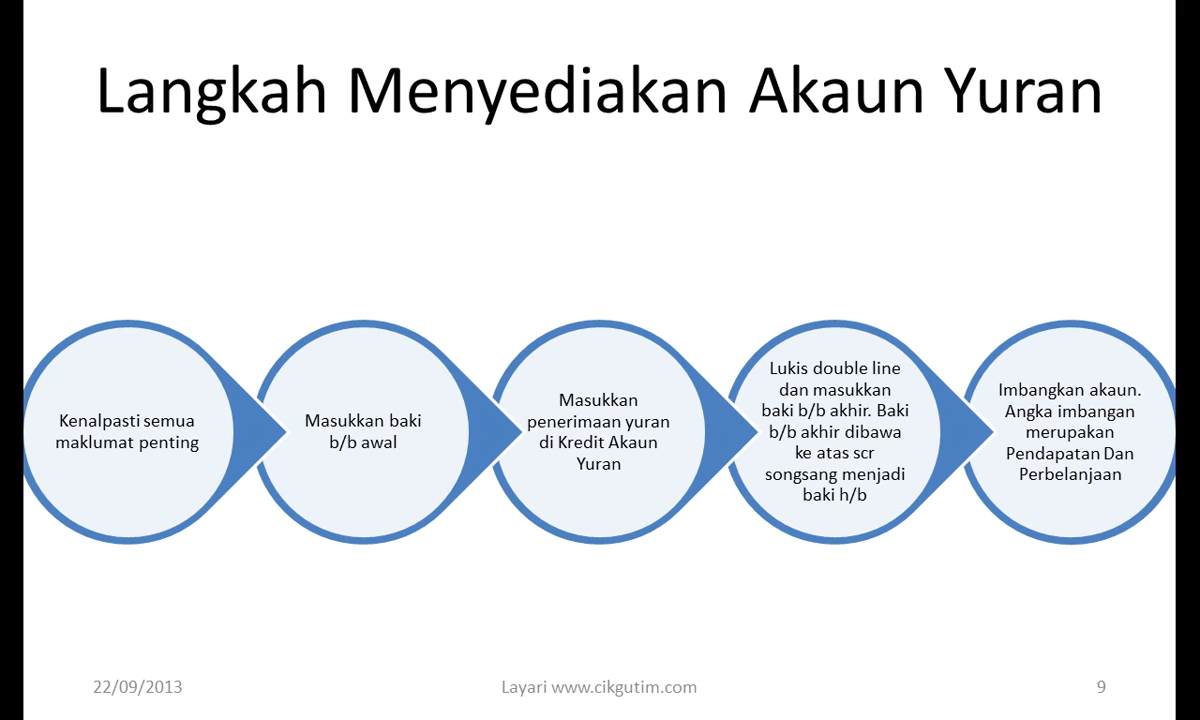 Langkah Menyediakan Akaun Yuran
Kenalpasti semua
maklumat penting
Masukkan baki
b/b awal
Masukkan
penerimaan yuran
di Kredit Akaun
Yuran
Lukis double line
dan masukkan
baki b/b akhir. Baki
b/b akhir dibawa
ke atas scr
songsang menjadi
baki h/b
Imbangkan akaun.
Angka imbangan
merupakan
Pendapatan Dan
Perbelanjaan
22/09/2013
Layari www.cikgutim.com
9